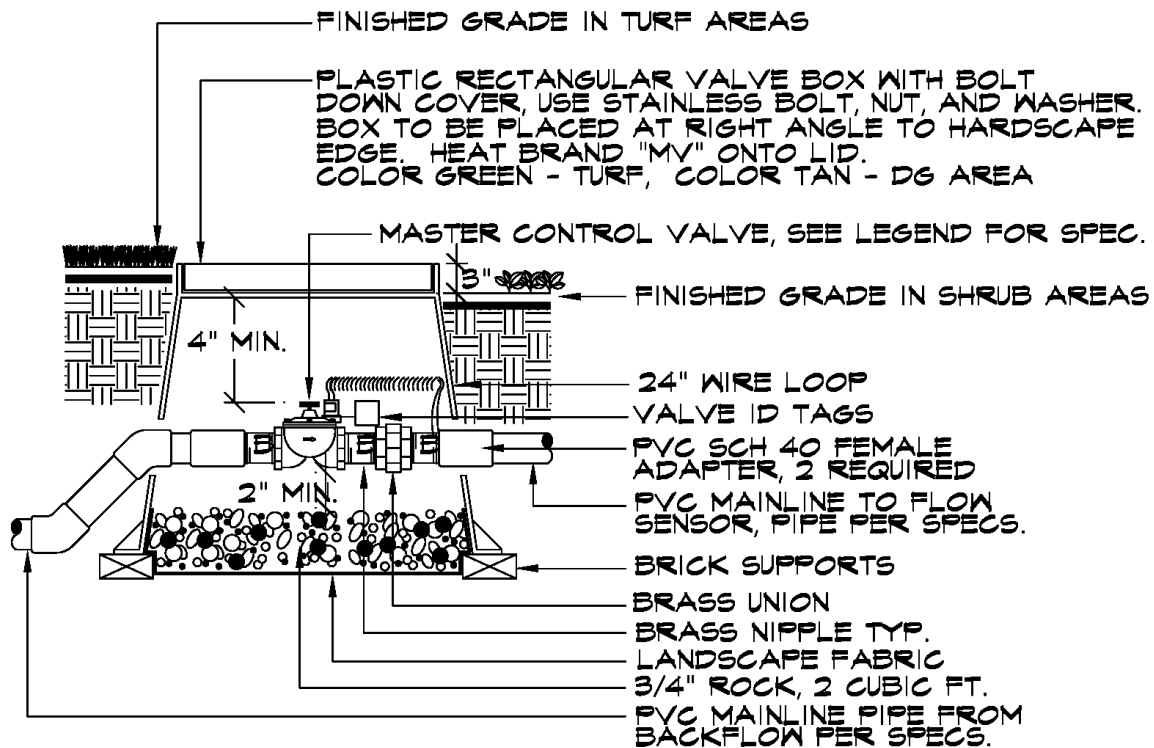 FINISHED GRADE IN TURF AREAS
PLASTIC RECTANGULAR VALVE BOX WITH BOLT
DOWN COVER, USE STAINLESS BOLT, NUT, AND WASHER.
BOX TO BE PLACED AT RIGHT ANGLE TO HARDSCAPE
EDGE. HEAT BRAND "MV" ONTO LID.
COLOR GREEN - TURF, COLOR TAN - DG AREA
MASTER CONTROL VALVE, SEE LEGEND FOR SPEC.
3"
FINISHED GRADE IN SHRUB AREAS
4" MIN.
24" WIRE LOOP
VALVE ID TAGS
PVC SCH 40 FEMALE
ADAPTER, 2 REQUIRED
2" MIN.
PVC MAINLINE TO FLOW
SENSOR, PIPE PER SPECS.
BRICK SUPPORTS
BRASS UNION
BRASS NIPPLE TYP.
LANDSCAPE FABRIC
3/4" ROCK, 2 CUBIC FT.
PVC MAINLINE PIPE FROM
BACKFLOW PER SPECS.